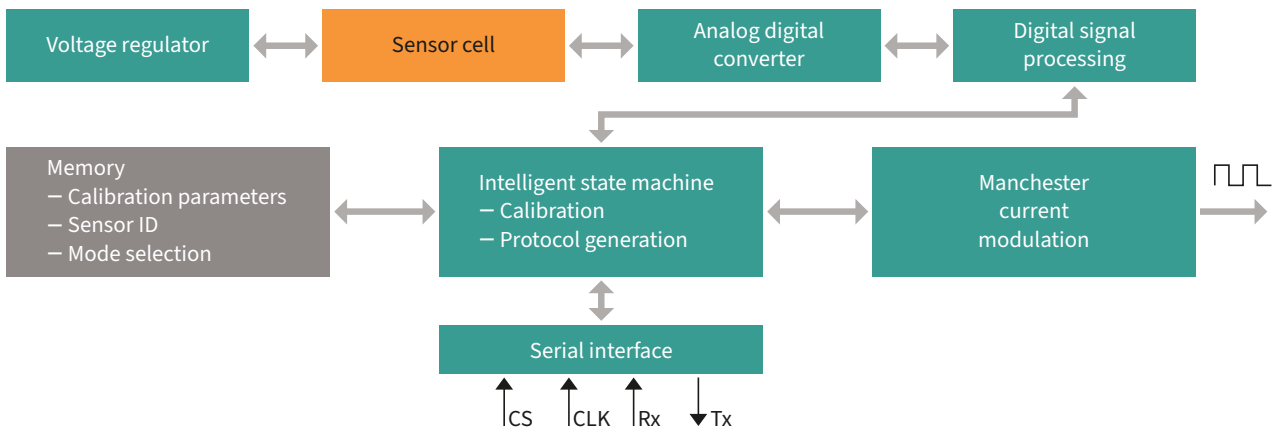 Voltage regulator
Sensor cell
Analog digital
converter
Digital signal
processing
Memory
– Calibration parameters
– Sensor ID
– Mode selection
Intelligent state machine
– Calibration
– Protocol generation
Manchester
current
modulation
Serial interface
CS
CLK
Rx
Tx